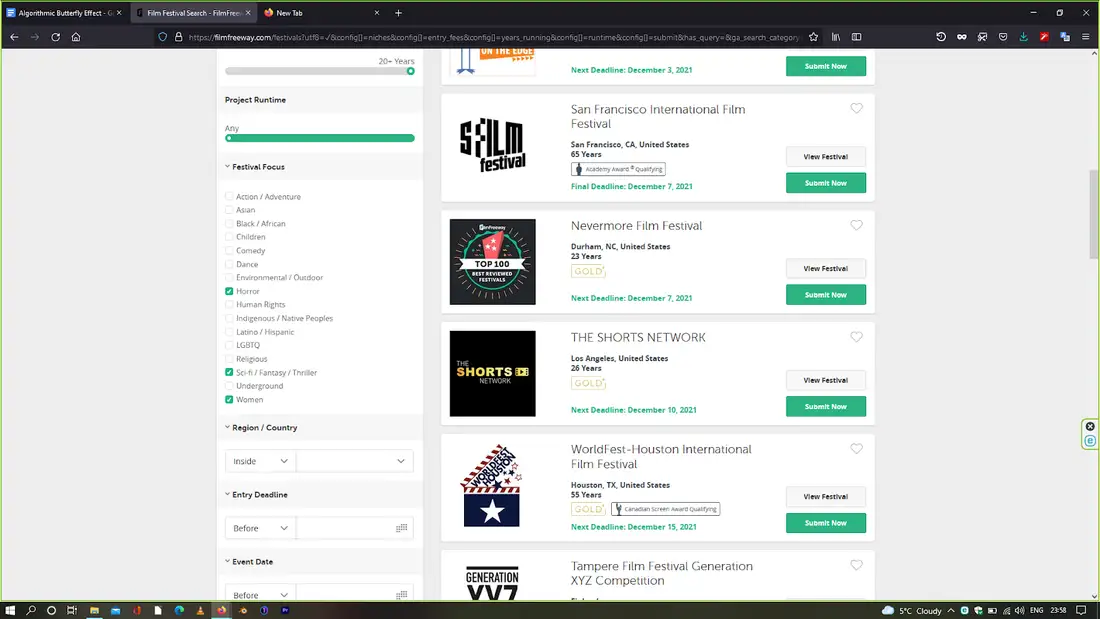 Algorithmic Butterfly Effect - G
Film Festival Search - FilmFree
New Tab
https://filmfreeway.com/festivals?utf8=✓&config[]=niches&config[]=entry_fees&config[]=years_running&config[]=runtime&config[]=submit&has_query=&ga_search_category
20+ Years
Project Runtime
Any
Festival Focus
Action / Adventure
Asian
Black / African
Children
Comedy
Dance
Environmental / Outdoor
Horror
Human Rights
Indigenous / Native Peoples
Latino / Hispanic
LGBTQ
Religious
Sci-fi / Fantasy / Thriller
Underground
Women
Region / Country
Inside
Entry Deadline
Before
Event Date
Before
ON THE EDGE
Next Deadline: December 3, 2021
Submit Now
SFFILM
festival
San Francisco International Film
Festival
San Francisco, CA, United States
65 Years
Academy Award ® Qualifying
Final Deadline: December 7, 2021
View Festival
Submit Now
FilmFreeway
TOP 100
BEST REVIEWED
FESTIVALS
Nevermore Film Festival
Durham, NC, United States
23 Years
GOLD
Next Deadline: December 7, 2021
View Festival
Submit Now
THE
SHORTS
NETWORK
THE SHORTS NETWORK
Los Angeles, United States
26 Years
GOLD
Next Deadline: December 10, 2021
View Festival
Submit Now
WORLDFEST
HOUSTON
WorldFest-Houston International
Film Festival
Houston, TX, United States
55 Years
GOLD
Canadian Screen Award Qualifying
Next Deadline: December 15, 2021
View Festival
Submit Now
GENERATION
XYZ
Tampere Film Festival Generation
XYZ Competition
5°C Cloudy
ENG
23:58